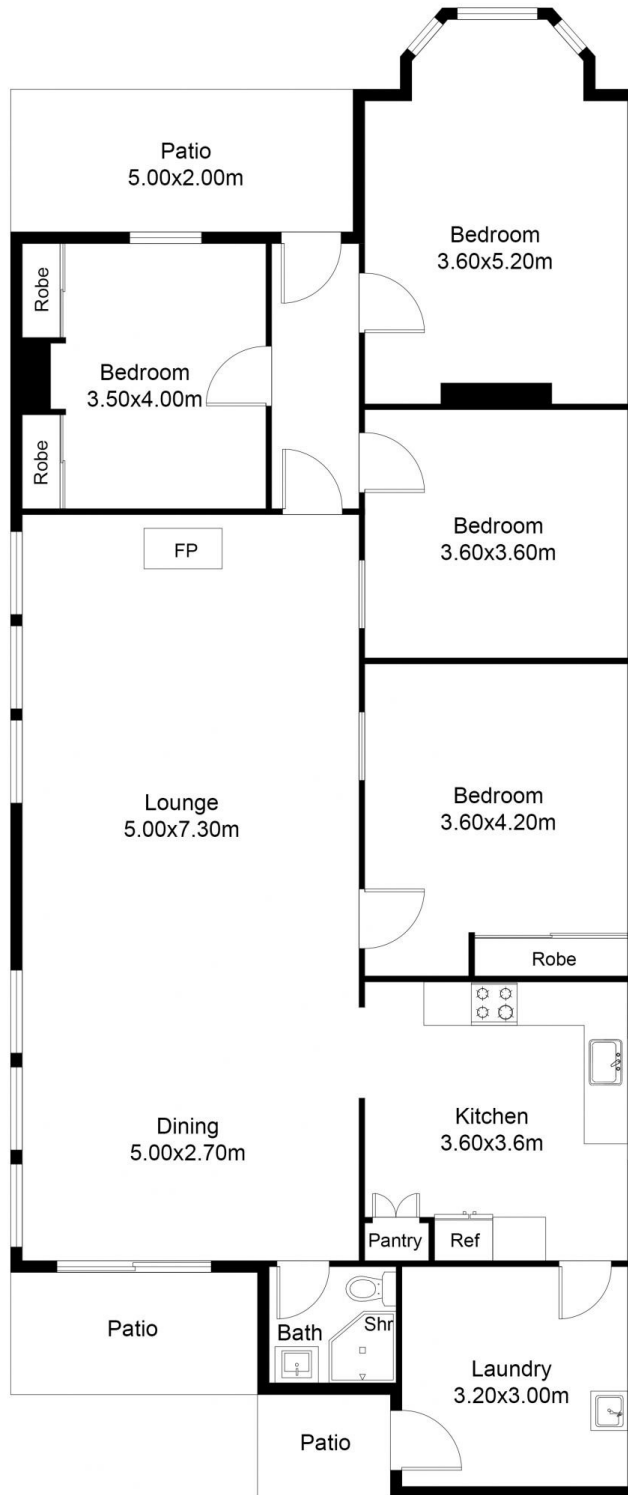 Patio
5.00x2.00m
Bedroom
3.60x5.20m
Robe
Bedroom
3.50x4.00m
Robe
Bedroom
3.60x3.60m
FP
Lounge
5.00x7.30m
Bedroom
3.60x4.20m
Robe
Dining
5.00x2.70m
Kitchen
3.60x3.6m
Pantry
Ref
Patio
Bath
Shr
Laundry
3.20x3.00m
Patio